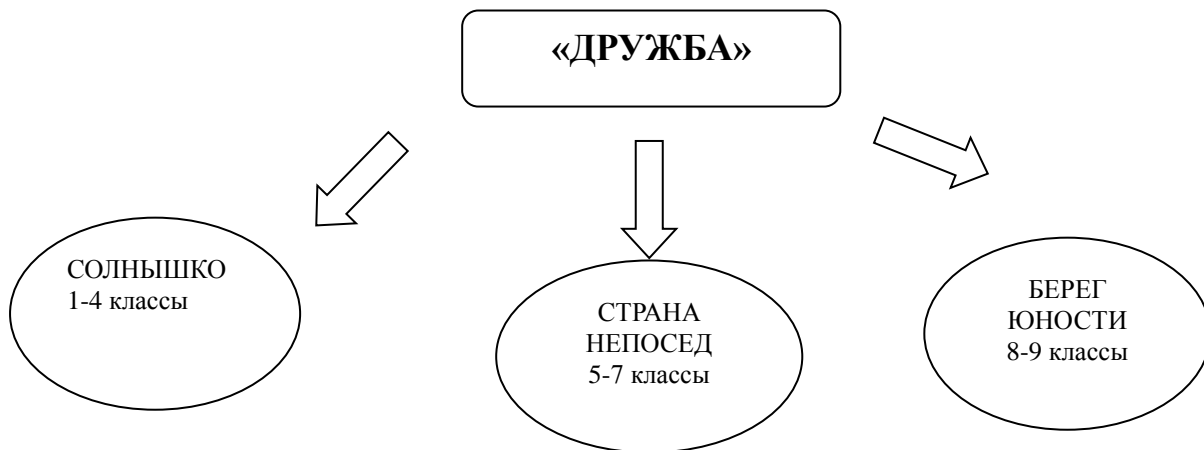 «ДРУЖБА»
СОЛНЫШКО
1-4 классы
СТРАНА
НЕПОСЕД
5-7 классы
БЕРЕГ
ЮНОСТИ
8-9 классы